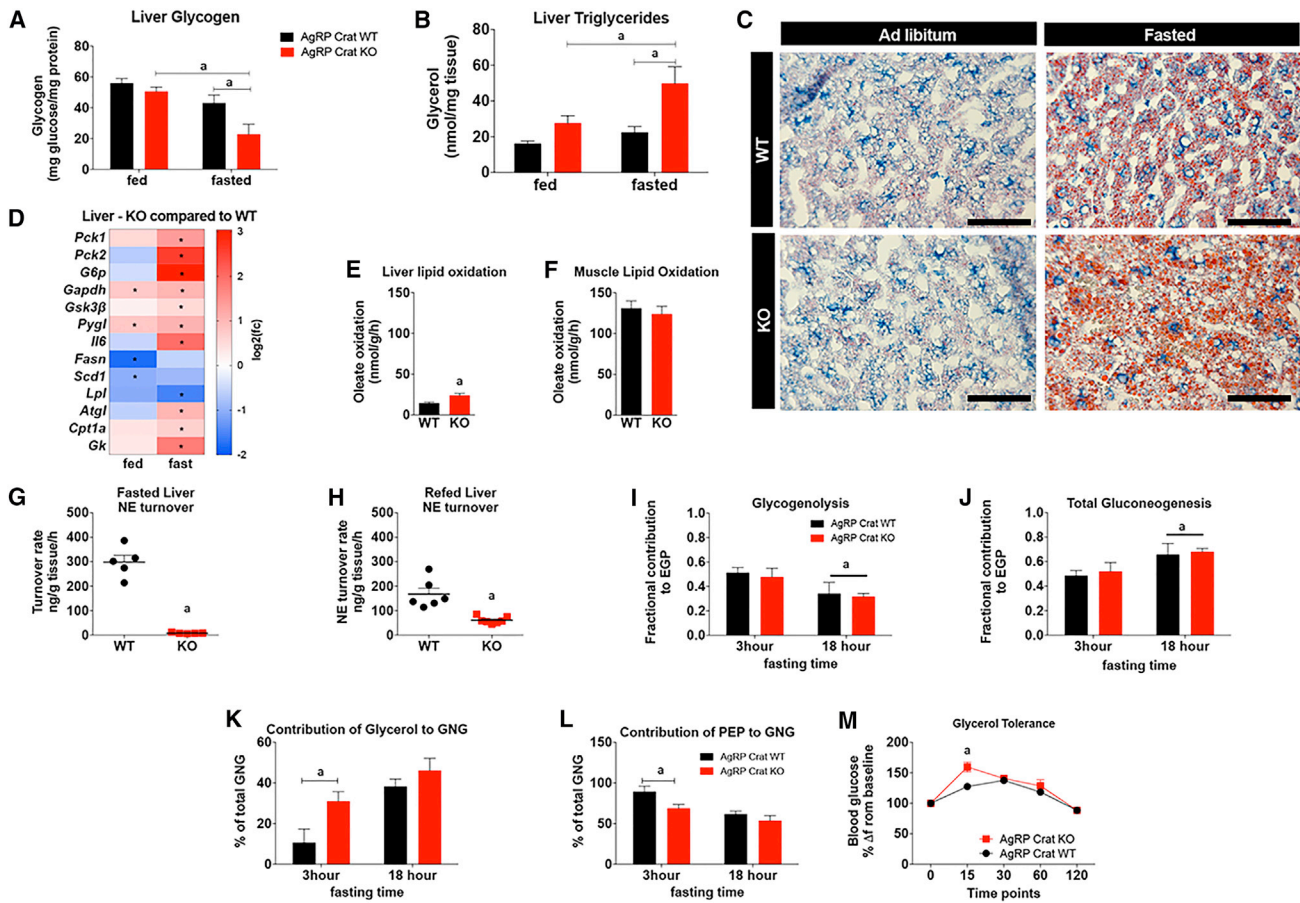 A
Liver Glycogen
AgRP Crat WT
AgRP Crat KO
Glycogen
(mg glucose/mg protein)
80
60
40
20
0
a
a
fed
fasted
B
Liver Triglycerides
Glycerol
(nmol/mg tissue)
80
60
40
20
0
a
a
fed
fasted
C
Ad libitum
Fasted
WT
KO
D
Liver - KO compared to WT
Pck1
Pck2
G6p
Gapdh
Gsk3β
Pygl
Il6
Fasn
Scd1
Lpl
Atgl
Cpt1a
Gk
fed
fast
3
2
1
0
-1
-2
log2(fc)
E
Liver lipid oxidation
Oleate oxidation
(nmol/g/h)
150
100
50
0
a
WT
KO
F
Muscle Lipid Oxidation
Oleate oxidation
(nmol/g/h)
150
100
50
0
WT
KO
G
Fasted Liver
NE turnover
Turnover rate
ng/g tissue/h
500
400
300
200
100
0
a
WT
KO
H
Refed Liver
NE turnover
NE turnover rate
ng/g tissue/h
500
400
300
200
100
0
a
WT
KO
I
Glycogenolysis
AgRP Crat WT
AgRP Crat KO
Fractional contribution
to EGP
1.0
0.8
0.6
0.4
0.2
0.0
a
3hour
18 hour
fasting time
J
Total Gluconeogenesis
Fractional contribution
to EGP
1.0
0.8
0.6
0.4
0.2
0.0
a
3hour
18 hour
fasting time
K
Contribution of Glycerol to GNG
% of total GNG
60
40
20
0
a
3hour
18 hour
fasting time
L
Contribution of PEP to GNG
AgRP Crat WT
AgRP Crat KO
% of total GNG
150
100
50
0
a
3hour
18 hour
fasting time
M
Glycerol Tolerance
Blood glucose
% Δf rom baseline
200
150
100
50
0
a
AgRP Crat KO
AgRP Crat WT
0
15
30
60
120
Time points